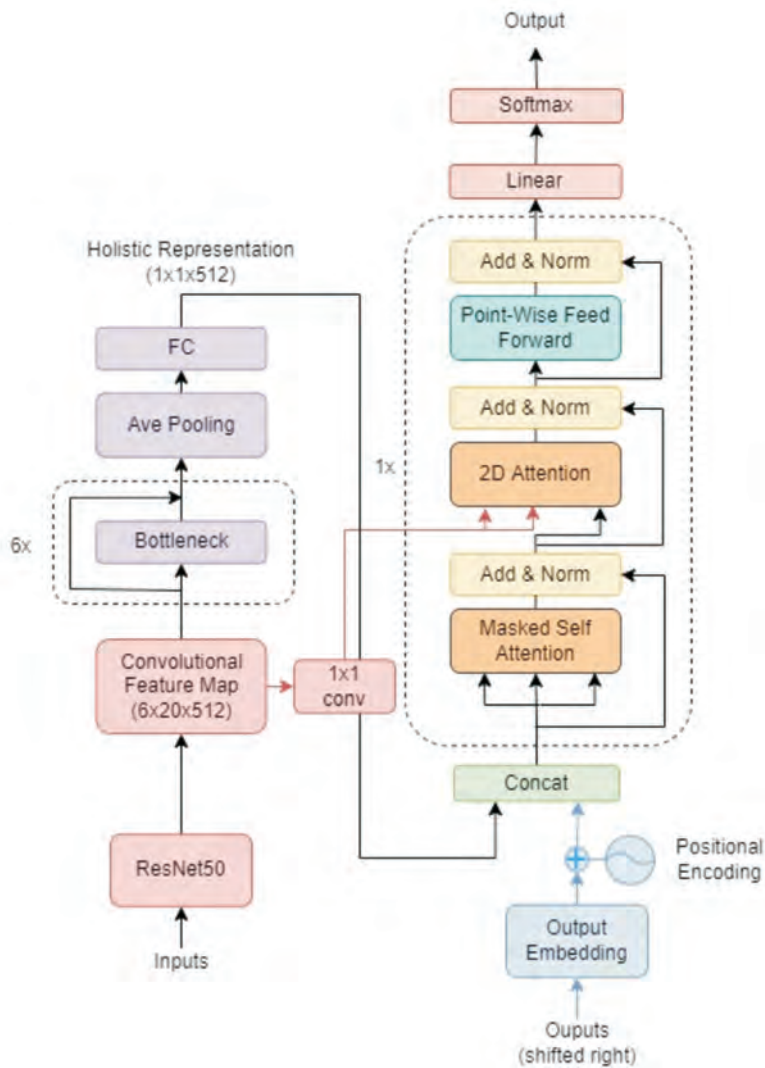 Output
Softmax
Linear
Add & Norm
Point-Wise Feed
Forward
Add & Norm
2D Attention
1x
Add & Norm
Masked Self
Attention
Concat
Positional
Encoding
Output
Embedding
Ouputs
(shifted right)
Holistic Representation
(1x1x512)
FC
Ave Pooling
Bottleneck
6x
Convolutional
Feature Map
(6x20x512)
1x1
conv
ResNet50
Inputs